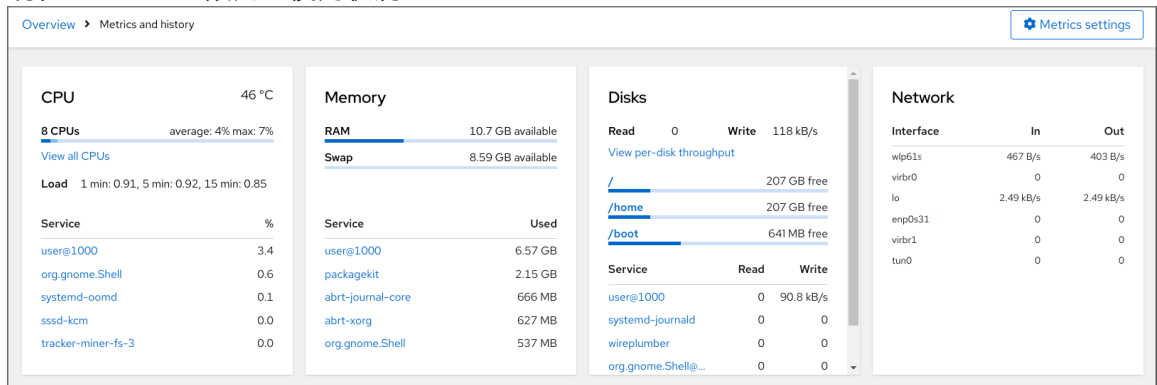 Overview > Metrics and history
Metrics settings
CPU 46 °C
8 CPUs average: 4% max: 7%
View all CPUs
Load 1 min: 0.91, 5 min: 0.92, 15 min: 0.85
Service %
user@1000 3.4
org.gnome.Shell 0.6
systemd-oomd 0.1
sssd-kcm 0.0
tracker-miner-fs-3 0.0
Memory
RAM 10.7 GB available
Swap 8.59 GB available
Service Used
user@1000 6.57 GB
packagekit 2.15 GB
abrt-journal-core 666 MB
abrt-xorg 627 MB
org.gnome.Shell 537 MB
Disks
Read 0 Write 118 kB/s
View per-disk throughput
/ 207 GB free
/home 207 GB free
/boot 641 MB free
Service Read Write
user@1000 0 90.8 kB/s
systemd-journald 0 0
wireplumber 0 0
org.gnome.Shell@... 0 0
Network
Interface In Out
wlp61s 467 B/s 403 B/s
virbr0 0 0
lo 2.49 kB/s 2.49 kB/s
enp0s31 0 0
virbr1 0 0
tun0 0 0